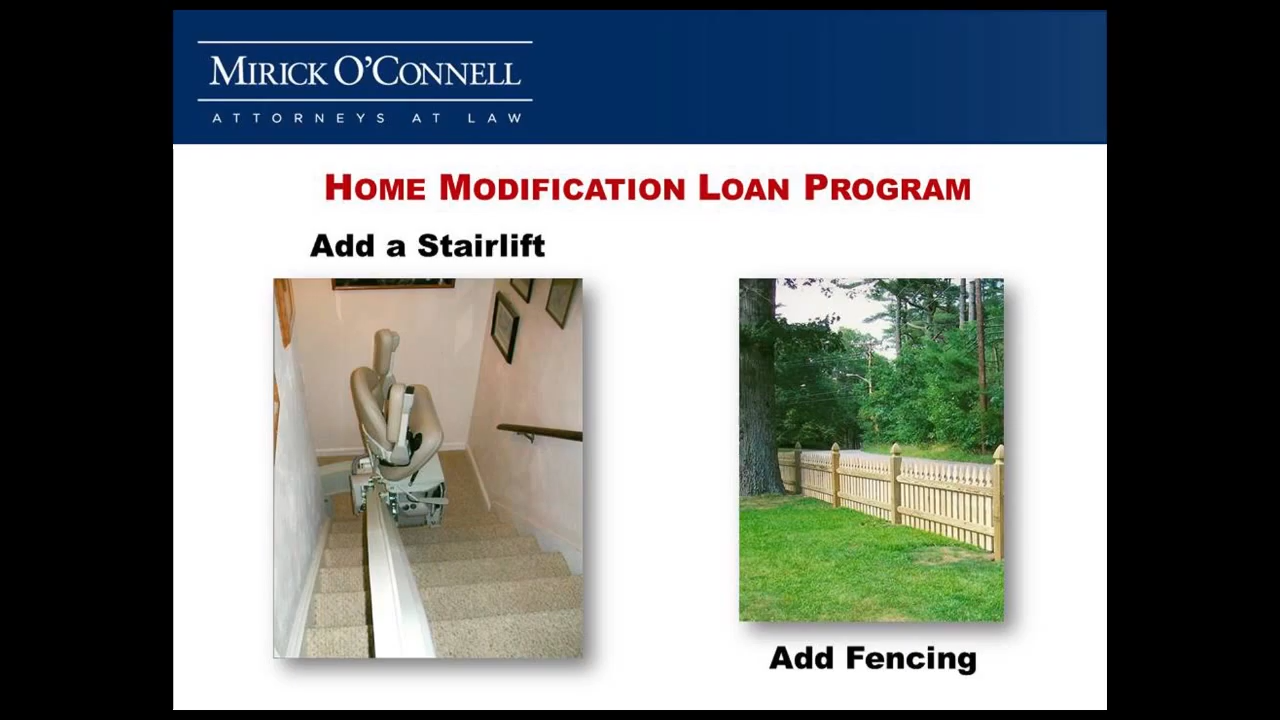 MIRICK O'CONNELL
ATTORNEYS AT LAW
HOME MODIFICATION LOAN PROGRAM
Add a Stairlift
Add Fencing